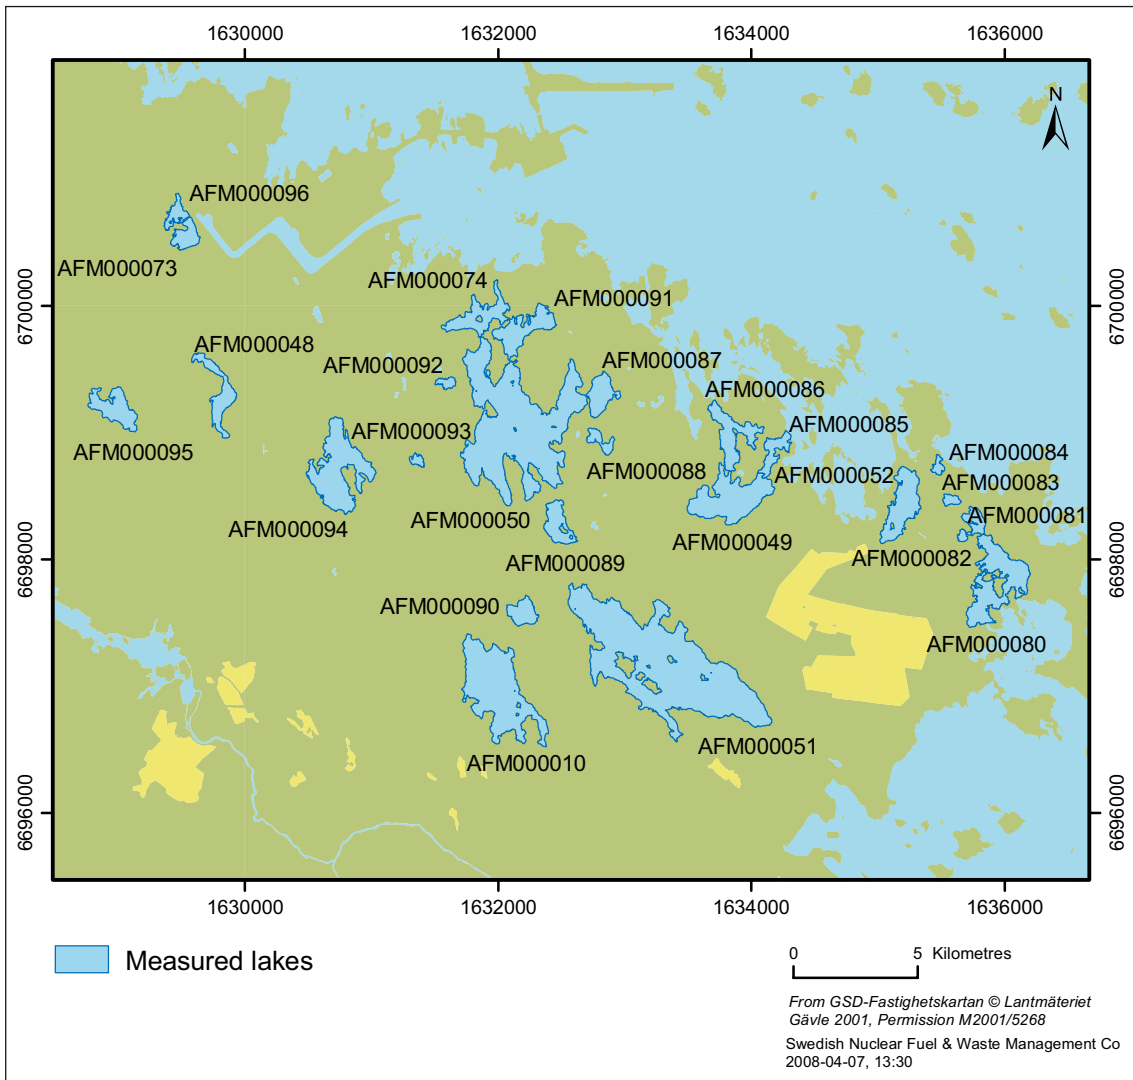 1630000
1632000
1634000
1636000
N
AFM000096
AFM000073
AFM000074
AFM000091
6700000
6700000
AFM000048
AFM000092
AFM000087
AFM000086
AFM000085
AFM000095
AFM000093
AFM000088
AFM000052
AFM000084
AFM000083
AFM000081
AFM000094
AFM000050
AFM000049
AFM000082
6698000
6698000
AFM000089
AFM000090
AFM000080
AFM000010
AFM000051
6696000
6696000
1630000
1632000
1634000
1636000
Measured lakes
0 5 Kilometres
From GSD-Fastighetskartan © Lantmäteriet
Gävle 2001, Permission M2001/5268
Swedish Nuclear Fuel & Waste Management Co
2008-04-07, 13:30